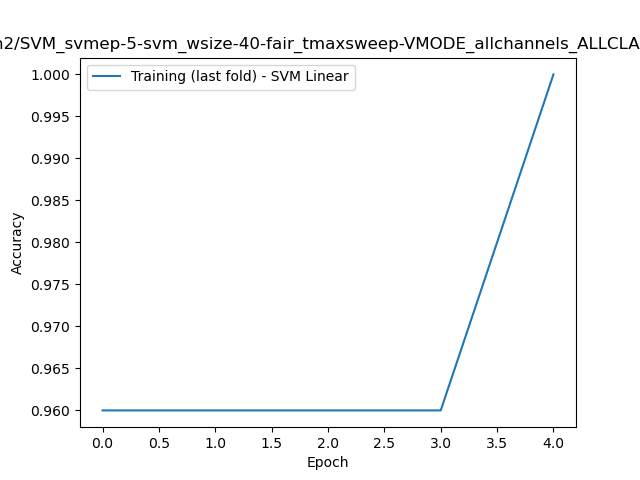 n2/SVM_svmep-5-svm_wsize-40-fair_tmaxsweep-VMODE_allchannels_ALLCLA
Training (last fold) - SVM Linear
1.000
0.995
0.990
0.985
0.980
0.975
0.970
0.965
0.960
Accuracy
0.0 0.5 1.0 1.5 2.0 2.5 3.0 3.5 4.0
Epoch